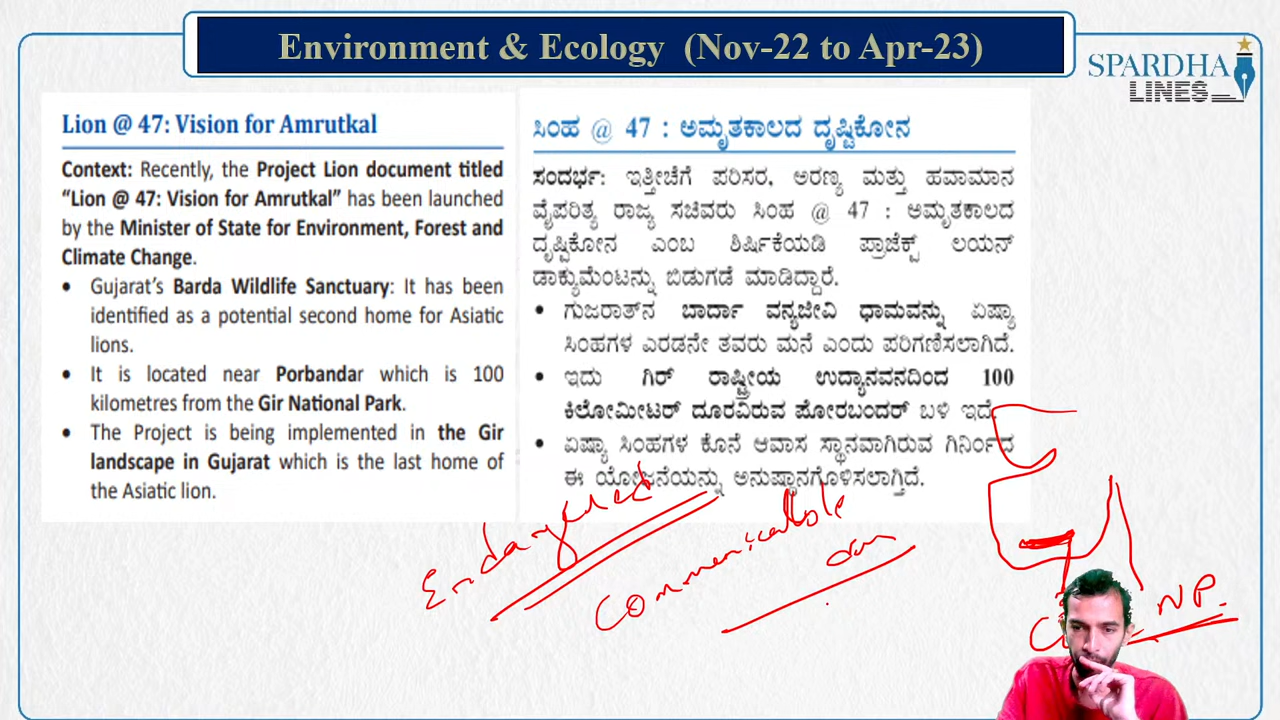 Environment & Ecology (Nov-22 to Apr-23)
SPARDHA
LINES
Lion @ 47: Vision for Amrutkal
Context: Recently, the Project Lion document titled
“Lion @ 47: Vision for Amrutkal” has been launched
by the Minister of State for Environment, Forest and
Climate Change.
• Gujarat’s Barda Wildlife Sanctuary: It has been
identified as a potential second home for Asiatic
lions.
• It is located near Porbandar which is 100
kilometres from the Gir National Park.
• The Project is being implemented in the Gir
landscape in Gujarat which is the last home of
the Asiatic lion.
ಸಿಂಹ @ 47 : ಅಮೃತಕಾಲದ ದೃಷ್ಟಿಕೋನ
ಸಂದರ್ಭ: ಇತ್ತೀಚೆಗೆ ಪರಿಸರ, ಅರಣ್ಯ ಮತ್ತು ಹವಾಮಾನ
ವೈಪರಿತ್ಯ ರಾಜ್ಯ ಸಚಿವರು ಸಿಂಹ @ 47 : ಅಮೃತಕಾಲದ
ದೃಷ್ಟಿಕೋನ ಎಂಬ ಶಿರ್ಷಿಕೆಯಡಿ ಪ್ರಾಜೆಕ್ಟ್ ಲಯನ್
ಡಾಕ್ಯುಮೆಂಟನ್ನು ಬಿಡುಗಡೆ ಮಾಡಿದ್ದಾರೆ.
• ಗುಜರಾತ್‌ನ ಬಾರ್ದಾ ವನ್ಯಜೀವಿ ಧಾಮವನ್ನು ಏಷ್ಯಾ
ಸಿಂಹಗಳ ಎರಡನೇ ತವರು ಮನೆ ಎಂದು ಪರಿಗಣಿಸಲಾಗಿದೆ.
• ಇದು ಗಿರ್ ರಾಷ್ಟ್ರೀಯ ಉದ್ಯಾನವನದಿಂದ 100
ಕಿಲೋಮೀಟರ್ ದೂರವಿರುವ ಪೋರಬಂದರ್ ಬಳಿ ಇದೆ.
• ಏಷ್ಯಾ ಸಿಂಹಗಳ ಕೊನೆ ಆವಾಸ ಸ್ಥಾನವಾಗಿರುವ
ಈ ಯೋಜನೆಯನ್ನು ಅನುಷ್ಠಾನಗೊಳಿಸಲಾಗಿದೆ.
Endangered
NP.